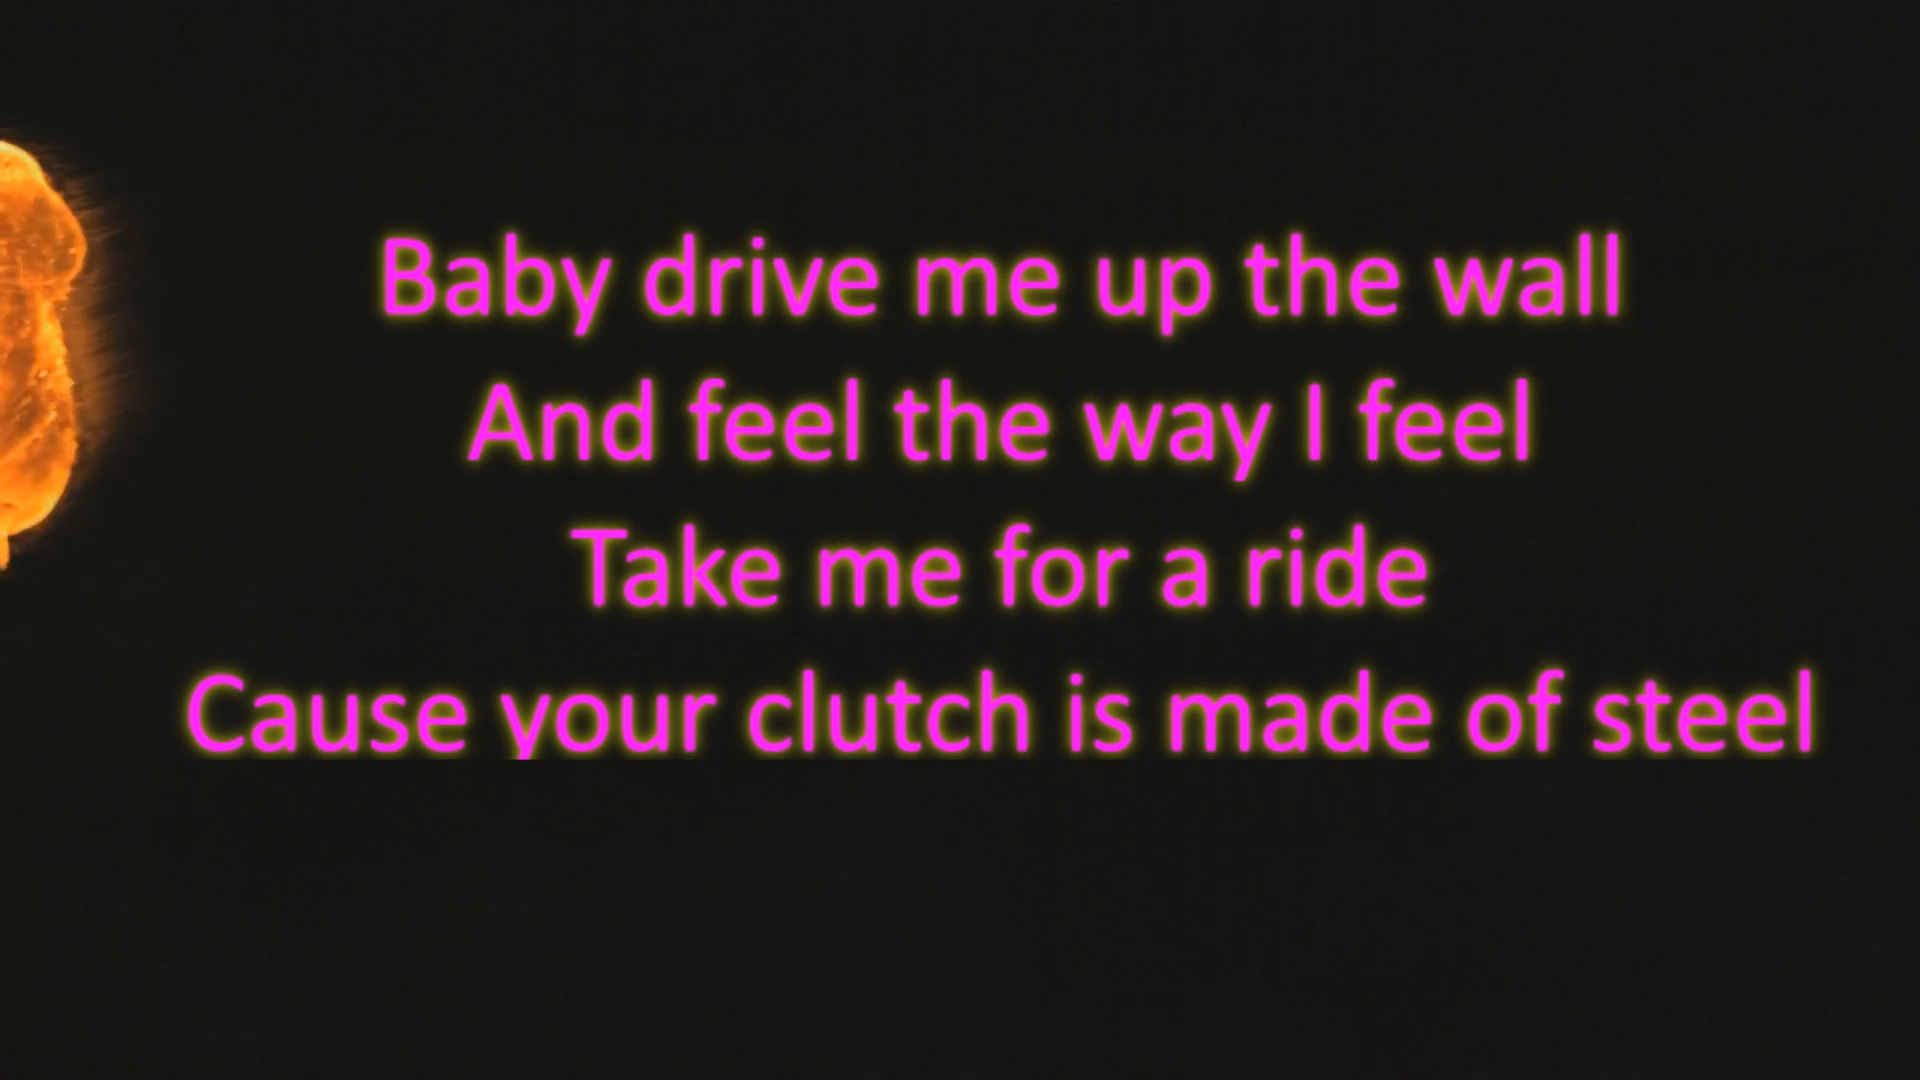 Baby drive me up the wall
And feel the way I feel
Take me for a ride
Cause your clutch is made of steel